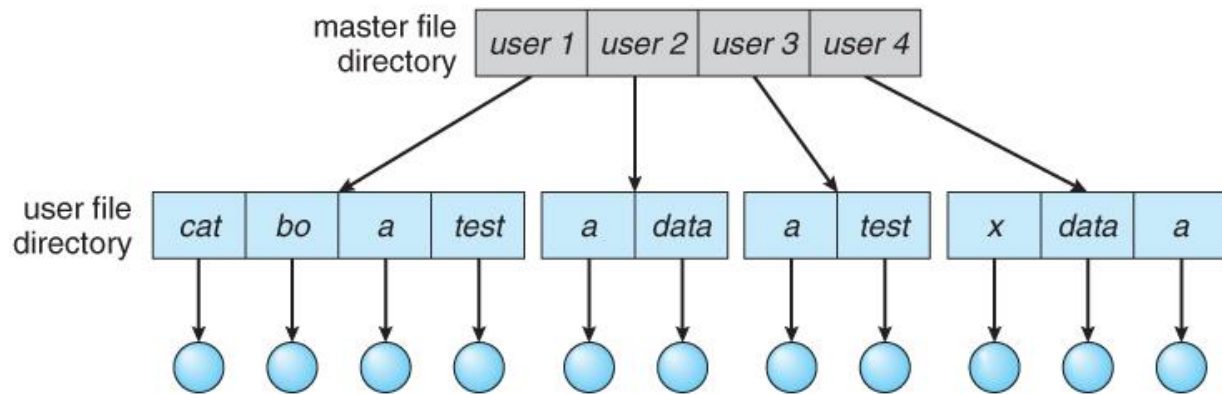 master file directory
user 1 user 2 user 3 user 4
user file directory
cat bo a test a data a test x data a